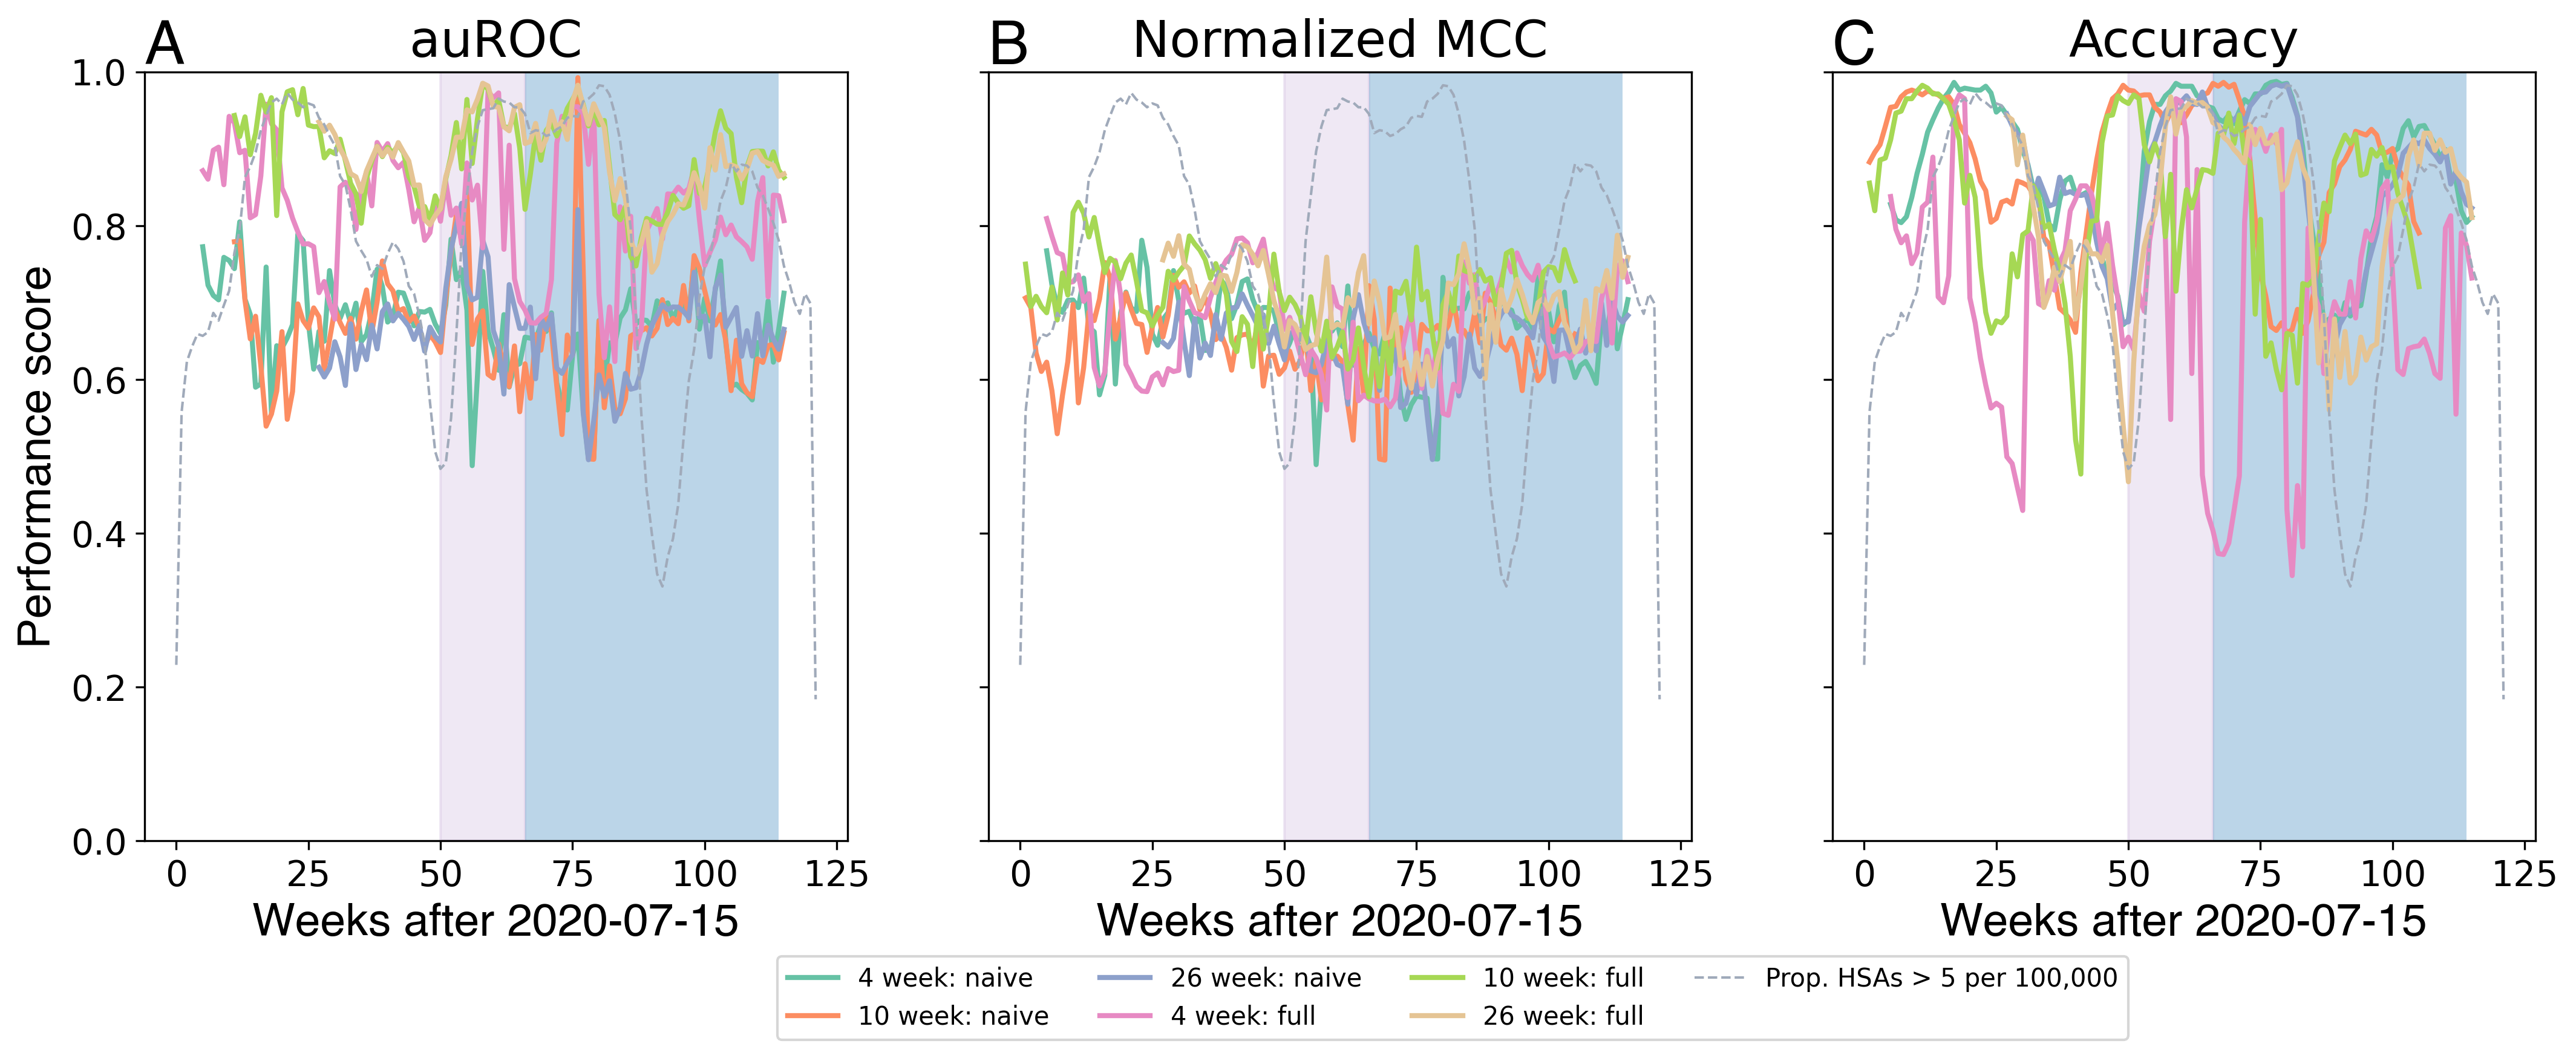 A auROC
B Normalized MCC
C Accuracy
Performance score
1.0
0.8
0.6
0.4
0.2
0.0
0 25 50 75 100 125
0 25 50 75 100 125
0 25 50 75 100 125
Weeks after 2020-07-15
Weeks after 2020-07-15
Weeks after 2020-07-15
4 week: naive
10 week: naive
26 week: naive
4 week: full
10 week: full
26 week: full
Prop. HSAs > 5 per 100,000